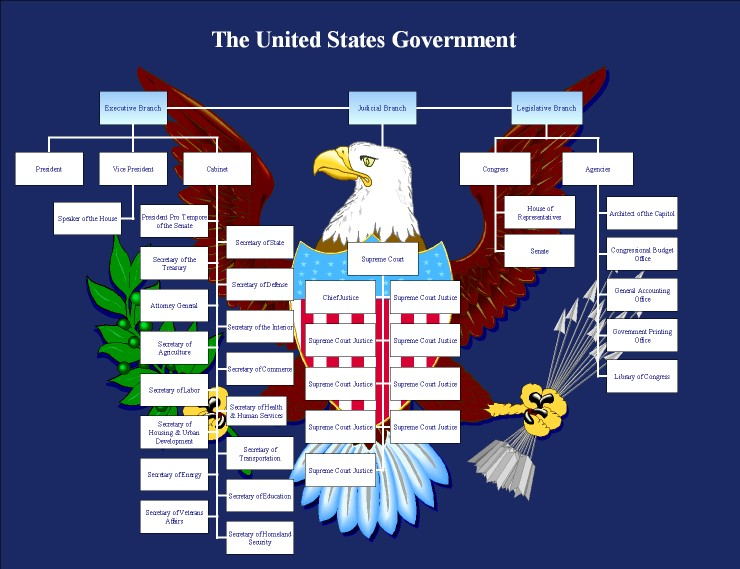 The United States Government
Executive Branch
Judicial Branch
Legislative Branch
President
Vice President
Cabinet
Congress
Agencies
Speaker of the House
President Pro Tempore
of the Senate
Secretary of State
Secretary of the
Treasury
Secretary of Defense
Attorney General
Secretary of the Interior
Secretary of
Agriculture
Secretary of Commerce
Secretary of Labor
Secretary of Health
& Human Services
Secretary of
Housing & Urban
Development
Secretary of
Transportation
Secretary of Energy
Secretary of Education
Secretary of Veterans
Affairs
Secretary of Homeland
Security
Supreme Court
Chief Justice
Supreme Court Justice
Supreme Court Justice
Supreme Court Justice
Supreme Court Justice
Supreme Court Justice
Supreme Court Justice
Supreme Court Justice
Supreme Court Justice
House of
Representatives
Senate
Architect of the Capitol
Congressional Budget
Office
General Accounting
Office
Government Printing
Office
Library of Congress